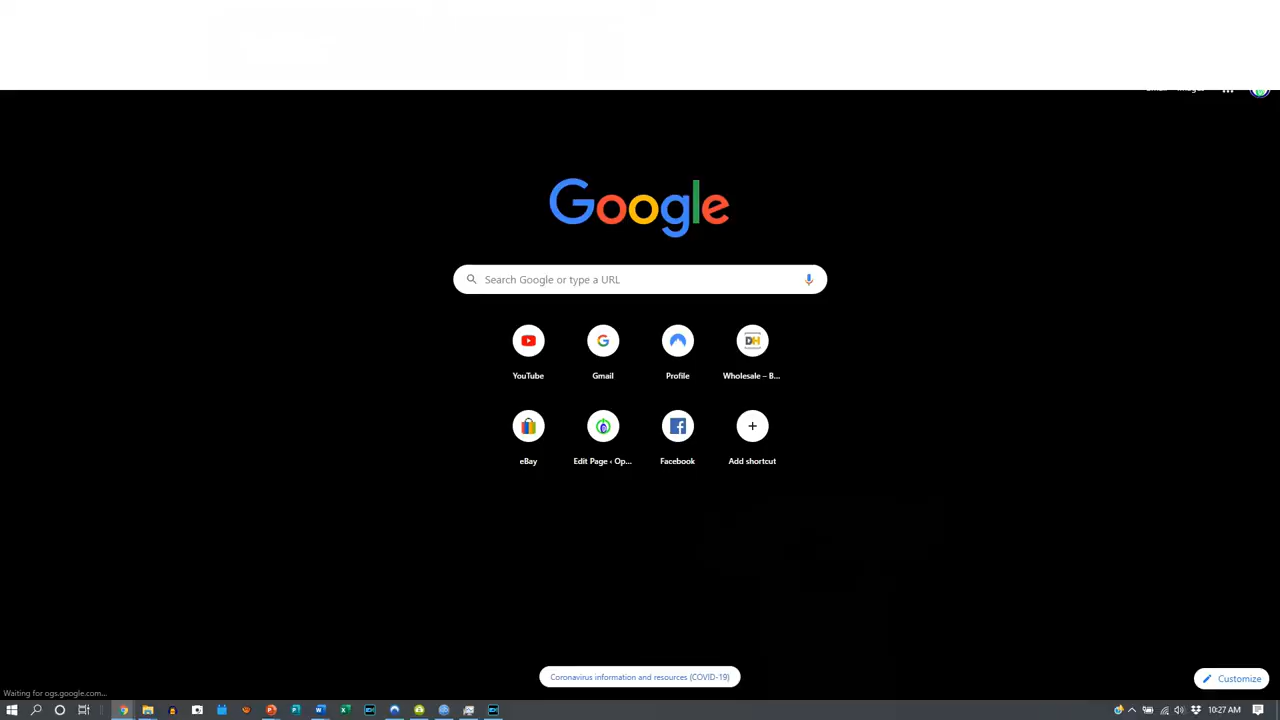 Google
Search Google or type a URL
YouTube
Gmail
Profile
Wholesale – B...
DH
eBay
Edit Page ‹ Op...
Facebook
Add shortcut
Coronavirus information and resources (COVID-19)
Customize
Waiting for ogs.google.com...
10:27 AM